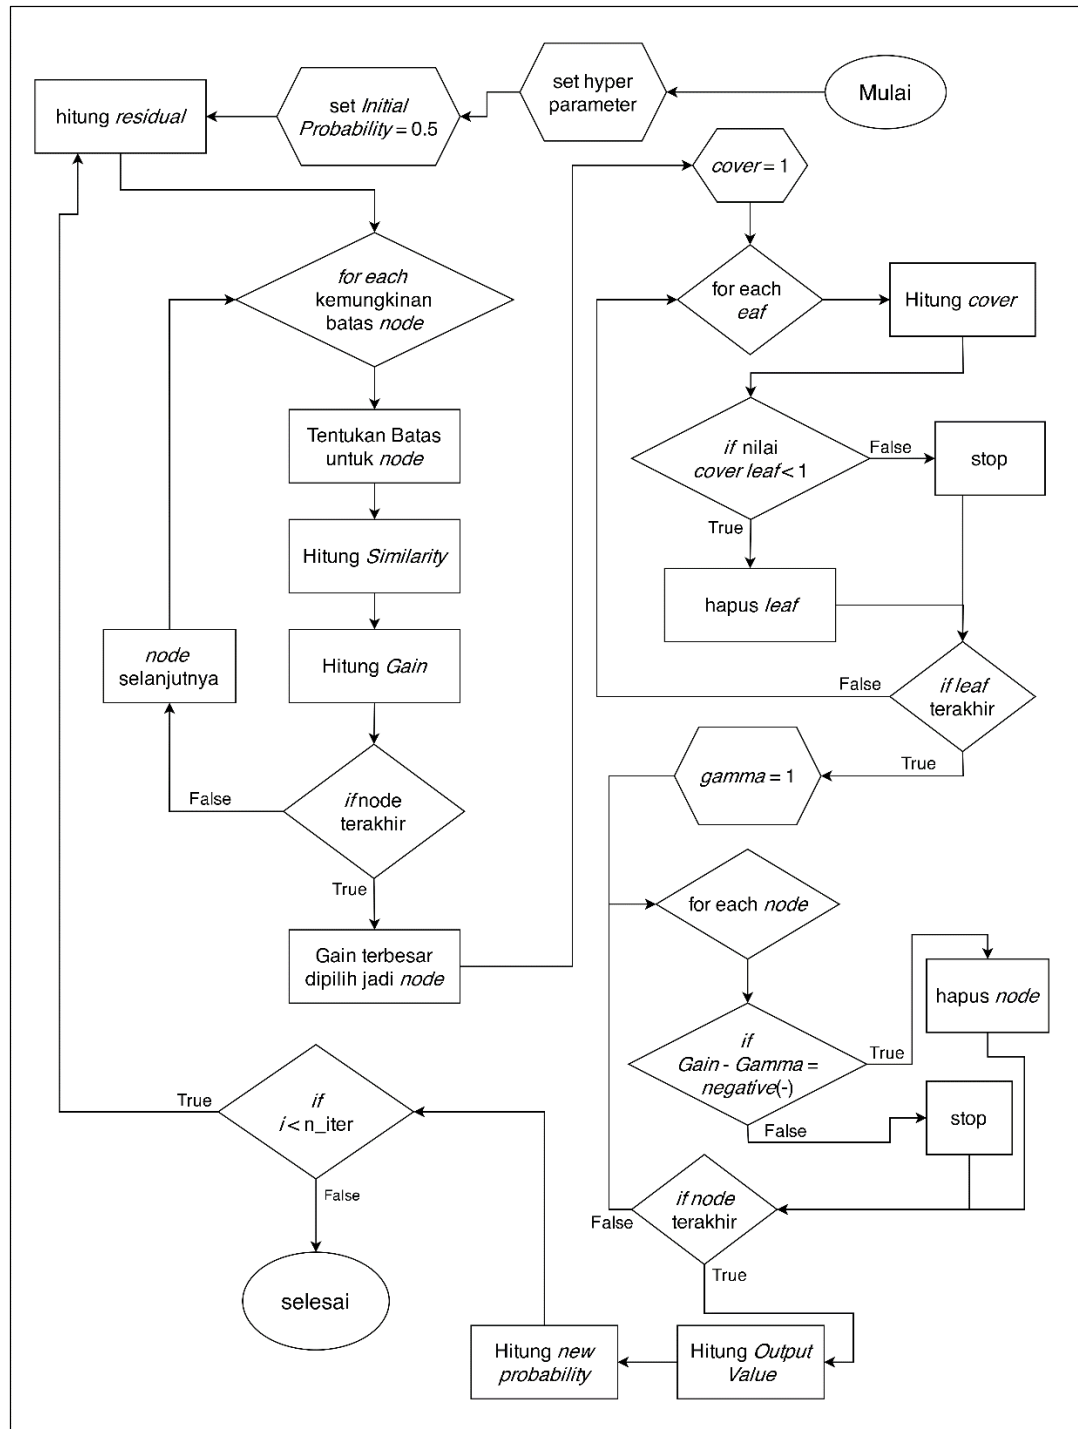 Mulai
set hyper
parameter
set Initial
Probability = 0.5
hitung residual
for each
kemungkinan
batas node
Tentukan Batas
untuk node
Hitung Similarity
Hitung Gain
node
selanjutnya
if node
terakhir
False
True
Gain terbesar
dipilih jadi node
cover = 1
for each
eaf
Hitung cover
if nilai
cover leaf < 1
False
stop
True
hapus leaf
if leaf
terakhir
False
True
gamma = 1
for each node
if
Gain - Gamma =
negative(-)
True
hapus node
False
stop
if node
terakhir
False
True
Hitung Output
Value
Hitung new
probability
if
i < n_iter
True
False
selesai